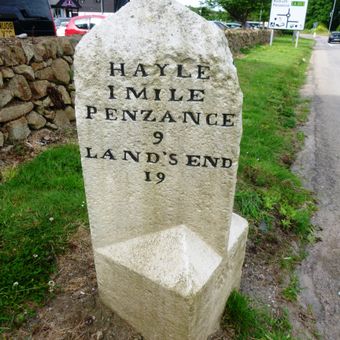 HAYLE
1 MILE
PENZANCE
9
LAND'S END
19